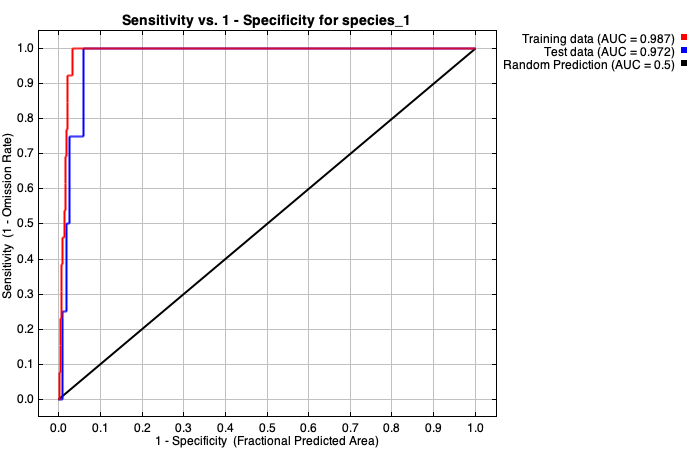 Sensitivity vs. 1 - Specificity for species_1
Training data (AUC = 0.987)
Test data (AUC = 0.972)
Random Prediction (AUC = 0.5)
Sensitivity (1 - Omission Rate)
1.0
0.9
0.8
0.7
0.6
0.5
0.4
0.3
0.2
0.1
0.0
0.0 0.1 0.2 0.3 0.4 0.5 0.6 0.7 0.8 0.9 1.0
1 - Specificity (Fractional Predicted Area)